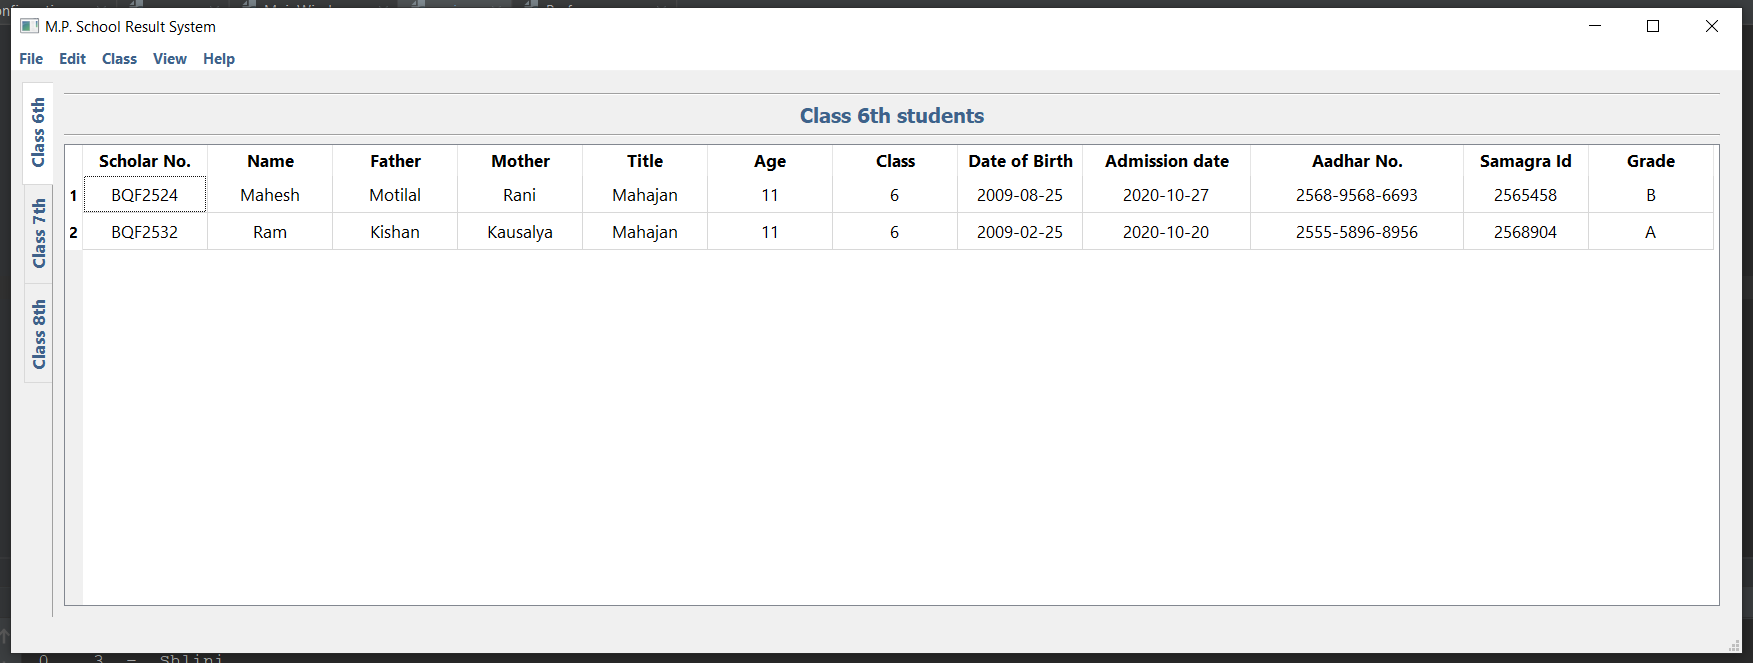 M.P. School Result System
File Edit Class View Help
Class 6th
Class 7th
Class 8th
Class 6th students
Scholar No. Name Father Mother Title Age Class Date of Birth Admission date Aadhar No. Samagra Id Grade
1 BQF2524 Mahesh Motilal Rani Mahajan 11 6 2009-08-25 2020-10-27 2568-9568-6693 2565458 B
2 BQF2532 Ram Kishan Kausalya Mahajan 11 6 2009-02-25 2020-10-20 2555-5896-8956 2568904 A